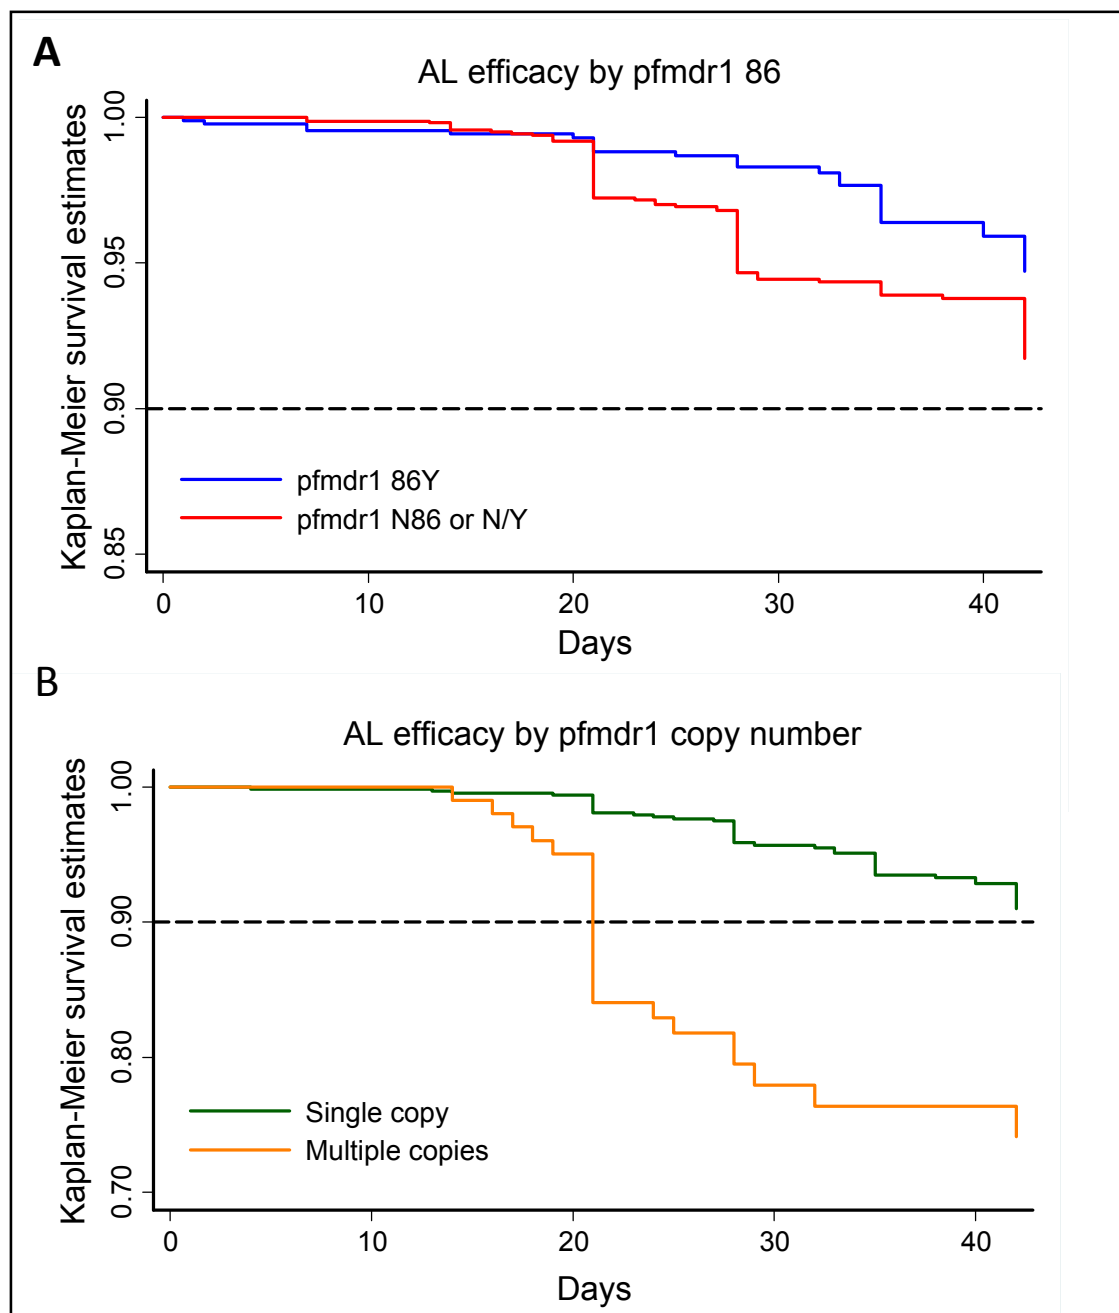 A
AL efficacy by pfmdr1 86
Kaplan-Meier survival estimates
1.00
0.95
0.90
0.85
pfmdr1 86Y
pfmdr1 N86 or N/Y
0 10 20 30 40
Days
B
AL efficacy by pfmdr1 copy number
Kaplan-Meier survival estimates
1.00
0.90
0.80
0.70
Single copy
Multiple copies
0 10 20 30 40
Days